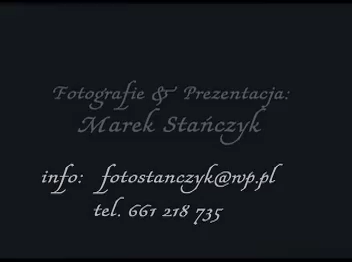 Fotografie & Prezentacja:
Marek Stańczyk
info: fotostanczyk@wp.pl
tel. 661 218 735